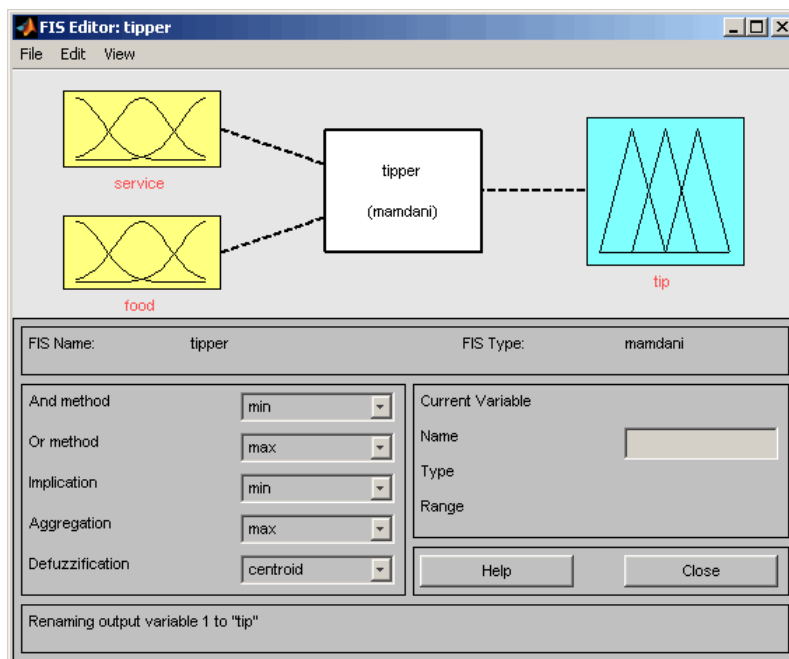 FIS Editor: tipper
File Edit View
service
food
tipper
(mamdani)
tip
FIS Name: tipper FIS Type: mamdani
And method min
Or method max
Implication min
Aggregation max
Defuzzification centroid
Current Variable
Name
Type
Range
Help Close
Renaming output variable 1 to "tip"